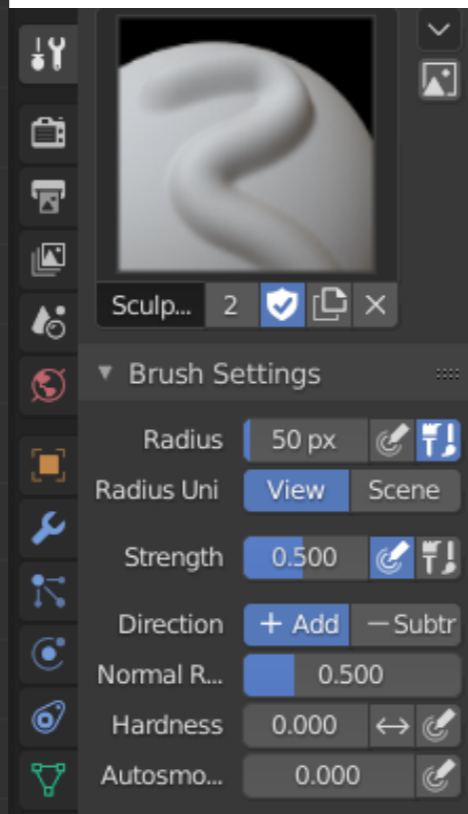 Sculp... 2
Brush Settings
Radius 50 px
Radius Uni View Scene
Strength 0.500
Direction + Add − Subtr
Normal R... 0.500
Hardness 0.000
Autosmo... 0.000